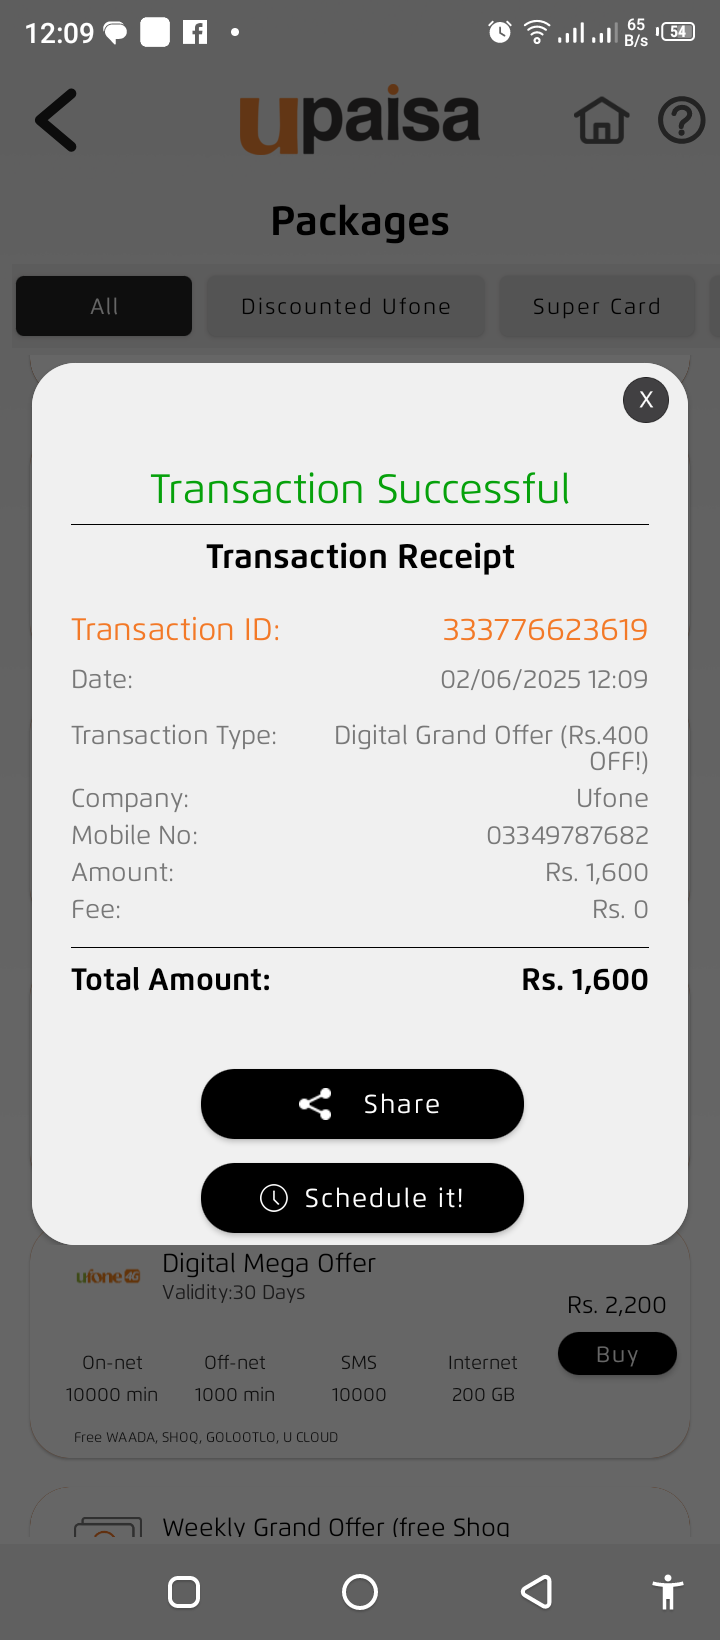 12:09
65
B/s
54
upaisa
Packages
All
Discounted Ufone
Super Card
X
Transaction Successful
Transaction Receipt
Transaction ID: 333776623619
Date: 02/06/2025 12:09
Transaction Type: Digital Grand Offer (Rs.400
OFF!)
Company: Ufone
Mobile No: 03349787682
Amount: Rs. 1,600
Fee: Rs. 0
Total Amount: Rs. 1,600
Share
Schedule it!
ufone 4G
Digital Mega Offer
Validity:30 Days
Rs. 2,200
Buy
On-net Off-net SMS Internet
10000 min 1000 min 10000 200 GB
Free WAADA, SHOQ, GOLOOTLO, U CLOUD
Weekly Grand Offer (free Shoq